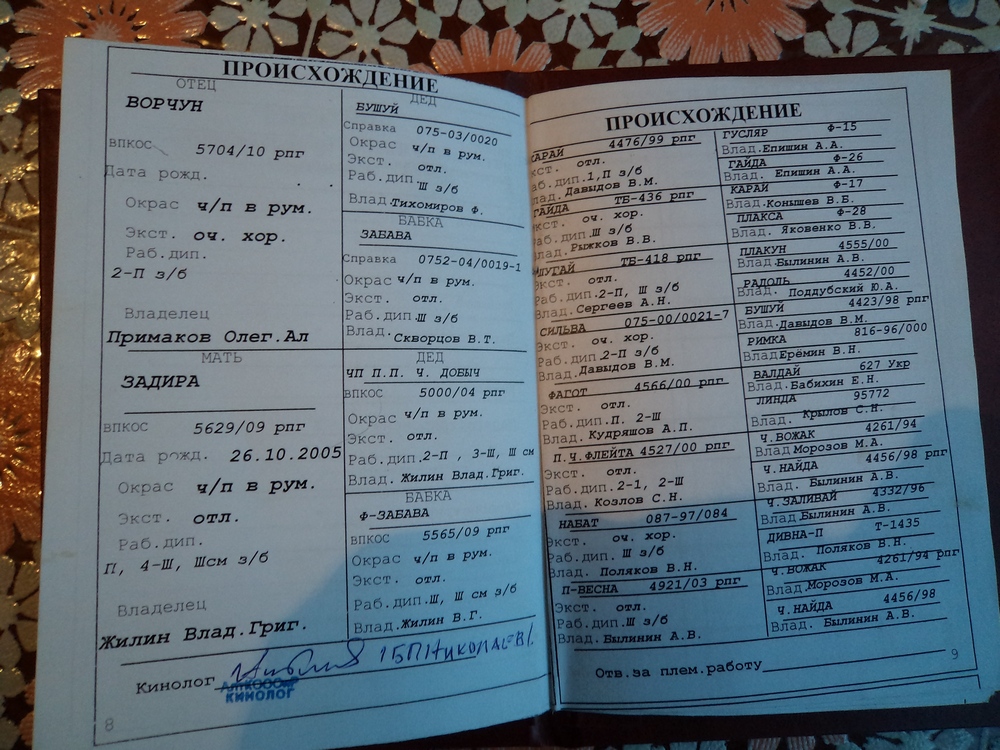 ПРОИСХОЖДЕНИЕ
ОТЕЦ
ВОРЧУН
ВПКОС 5704/10 рпг
Дата рожд.
Окрас ч/п в рум.
Экст. оч. хор.
Раб.дип.
2-П з/б
Владелец
Примаков Олег.Ал
МАТЬ
ЗАДИРА
ВПКОС 5629/09 рпг
Дата рожд. 26.10.2005
Окрас ч/п в рум.
Экст. отл.
Раб.дип.
П, 4-Ш, Шсм з/б
Владелец
Жилин Влад.Григ.
ДЕД
БУШУЙ
Справка 075-03/0020
Окрас ч/п в рум.
Экст. отл.
Раб.дип. Ш з/б
Влад.Тихомиров Ф.
БАБКА
ЗАБАВА
Справка 0752-04/0019-1
Окрас ч/п в рум.
Экст. отл.
Раб.дип.Ш з/б
Влад. Скворцов В.Т.
ДЕД
ЧП П.П. Ч. ДОБЫЧ
ВПКОС 5000/04 рпг
Окрас ч/п в рум.
Экст. отл.
Раб.дип.2-П , 3-Ш, Ш см
Влад. Жилин Влад.Григ.
БАБКА
Ф-ЗАБАВА
ВПКОС 5565/09 рпг
Окрас ч/п в рум.
Экст. отл.
Раб.дип.Ш, Ш см з/б
Влад.Жилин В.Г.
Кинолог
КИНОЛОГ
8
ПРОИСХОЖДЕНИЕ
КАРАЙ 4476/99 рпг
Экст. отл.
Раб.дип.1,П з/б
Влад. Давыдов В.М.
ГАЙДА ТБ-436 рпг
Экст. оч. хор.
Раб.дип.Ш з/б
Влад.Рыжков В.В.
ШУГАЙ ТБ-418 рпг
Экст. отл.
Раб.дип.2-П, Ш з/б
Влад.Сергеев А.Н.
СИЛЬВА 075-00/0021-7
Экст. оч. хор.
Раб.дип.2-П з/б
Влад.Давыдов В.М.
ФАГОТ 4566/00 рпг
Экст. отл.
Раб.дип.П. 2-Ш
Влад. Кудряшов А.П.
П.Ч.ФЛЕЙТА 4527/00 рпг
Экст. отл.
Раб.дип. 2-1, 2-Ш
Влад. Козлов С.Н.
НАБАТ 087-97/084
Экст. оч. хор.
Раб.дип. Ш з/б
Влад. Поляков В.Н.
П-ВЕСНА 4921/03 рпг
Экст. отл.
Раб.дип.Ш з/б
Влад. Былинин А.В.
ГУСЛЯР Ф-15
Влад.Епишин А.А.
ГАЙДА Ф-26
Влад. Епишин А.А.
КАРАЙ Ф-17
Влад.Конышев В.Б.
ПЛАКСА Ф-28
Влад. Яковенко В.В.
ПЛАКУН 4555/00
Влад.Былинин А.В.
РАДОЛЬ 4452/00
Влад. Поддубский Ю.А.
БУШУЙ 4423/98 рпг
Влад.Давыдов В.М.
РИМКА 816-96/000
Влад.Ерёмин В.Н.
ВАЛДАЙ 627 Укр
Влад.Бабихин Е.Н.
ЛИНДА 95772
Влад. Крылов С.Н.
Ч.ВОЖАК 4261/94
Влад.Морозов М.А.
Ч.НАЙДА 4456/98 рпг
Влад. Былинин А.В.
Ч.ЗАЛИВАЙ 4332/96
Влад.Былинин А.В.
ДИВНА-П Т-1435
Влад. Поляков В.Н.
Ч.ВОЖАК 4261/94 рпг
Влад.Морозов М.А.
Ч.НАЙДА 4456/98
Влад. Былинин А.В.
Отв.за плем.работу
9